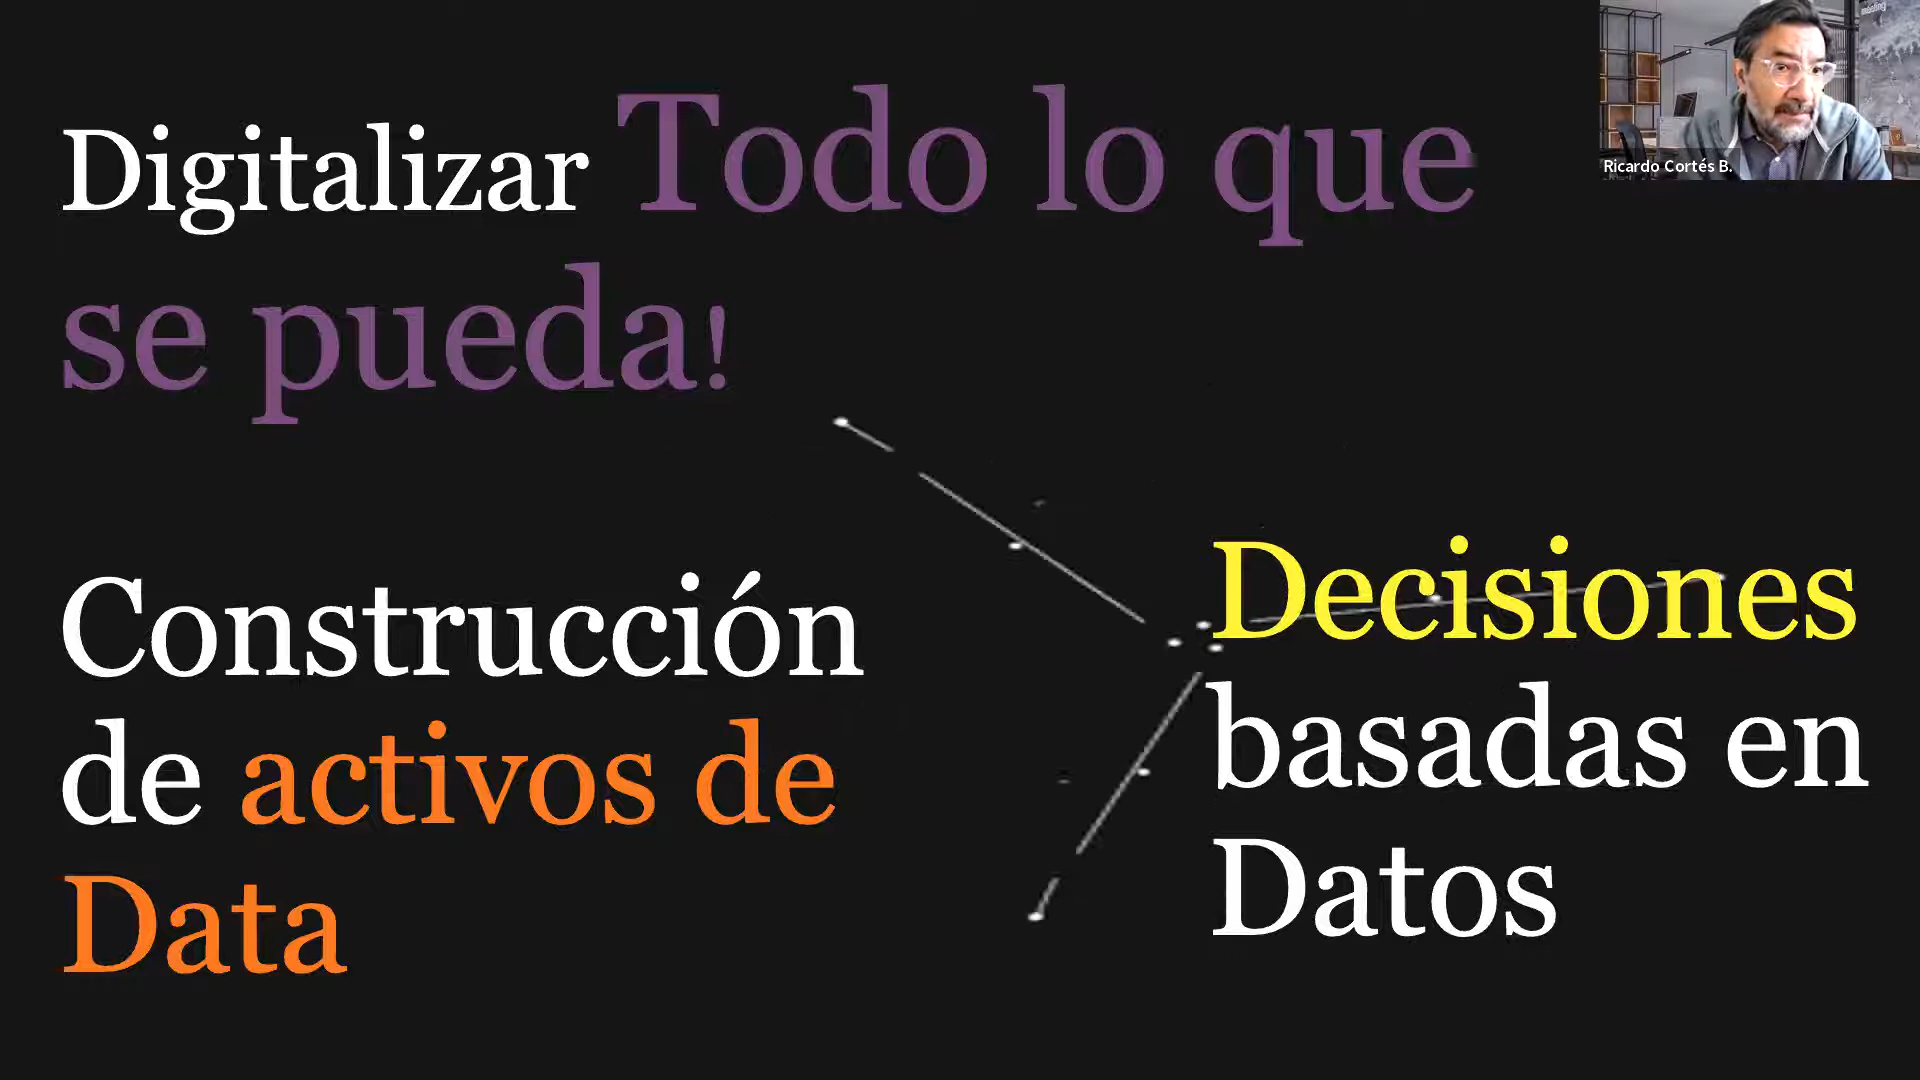 Digitalizar Todo lo que
se pueda!
Construcción
de activos de
Data
Decisiones
basadas en
Datos
Ricardo Cortés B.